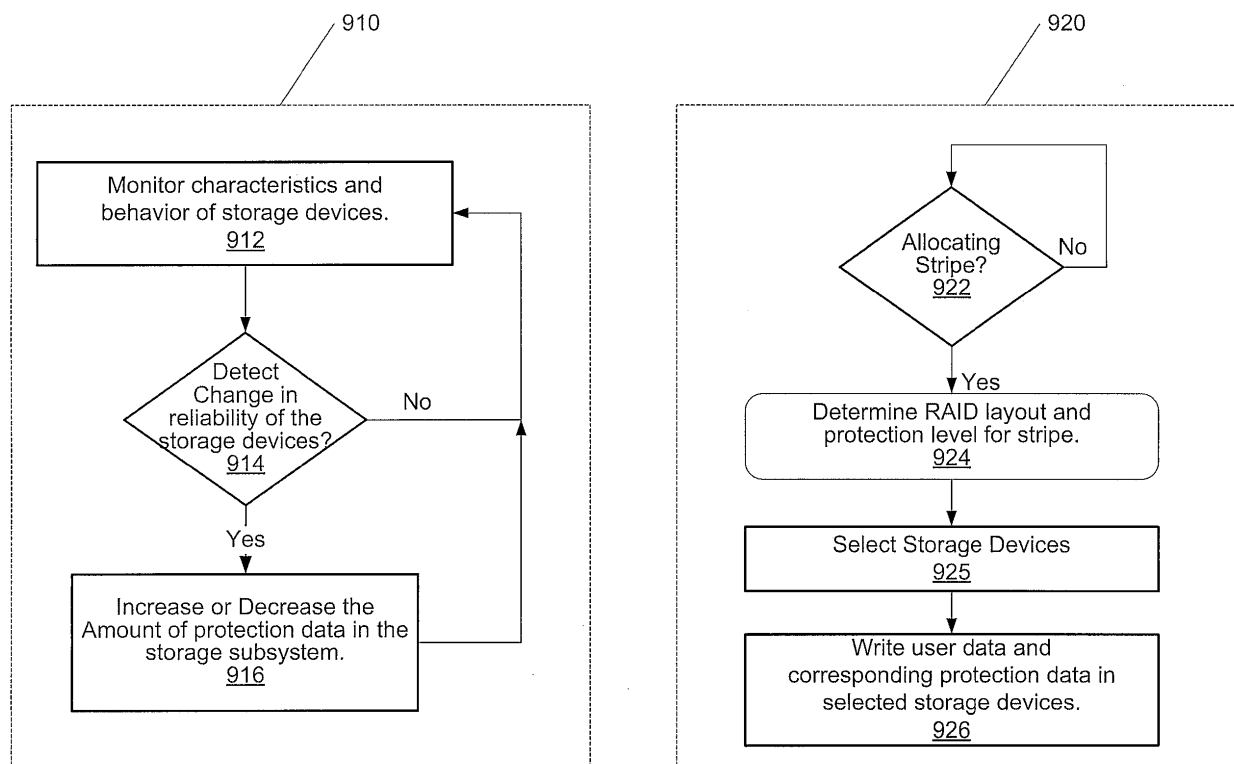 910
Monitor characteristics and
behavior of storage devices.
912
Detect
Change in
reliability of the
storage devices?
914
No
Yes
Increase or Decrease the
Amount of protection data in the
storage subsystem.
916
920
Allocating
Stripe?
922
No
Yes
Determine RAID layout and
protection level for stripe.
924
Select Storage Devices
925
Write user data and
corresponding protection data in
selected storage devices.
926